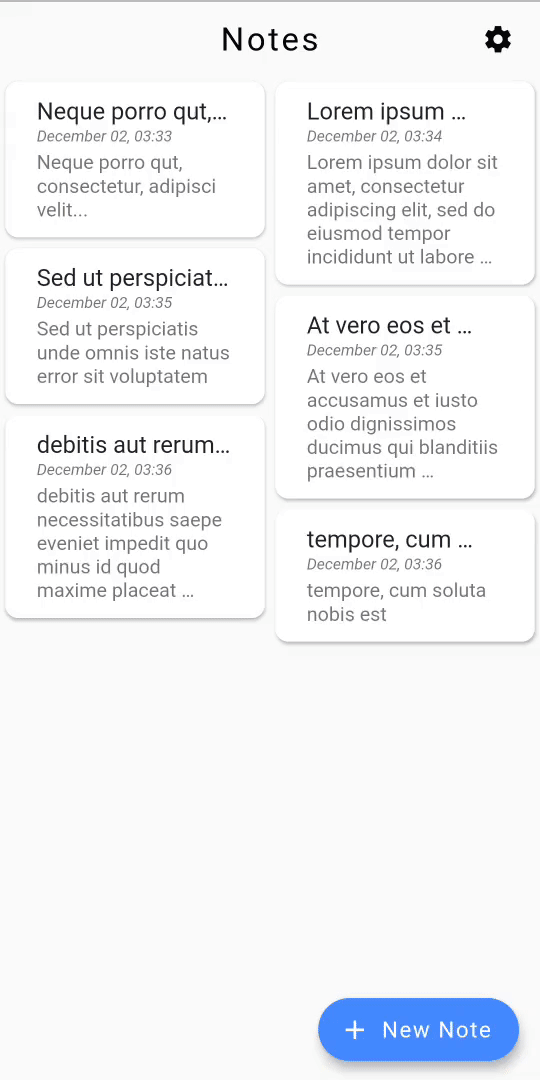 Notes
Neque porro qut,...
December 02, 03:33
Neque porro qut,
consectetur, adipisci
velit...
Lorem ipsum ...
December 02, 03:34
Lorem ipsum dolor sit
amet, consectetur
adipiscing elit, sed do
eiusmod tempor
incididunt ut labore ...
Sed ut perspiciat...
December 02, 03:35
Sed ut perspiciatis
unde omnis iste natus
error sit voluptatem
At vero eos et ...
December 02, 03:35
At vero eos et
accusamus et iusto
odio dignissimos
ducimus qui blanditiis
praesentium ...
debitis aut rerum...
December 02, 03:36
debitis aut rerum
necessitatibus saepe
eveniet impedit quo
minus id quod
maxime placeat ...
tempore, cum ...
December 02, 03:36
tempore, cum soluta
nobis est
New Note